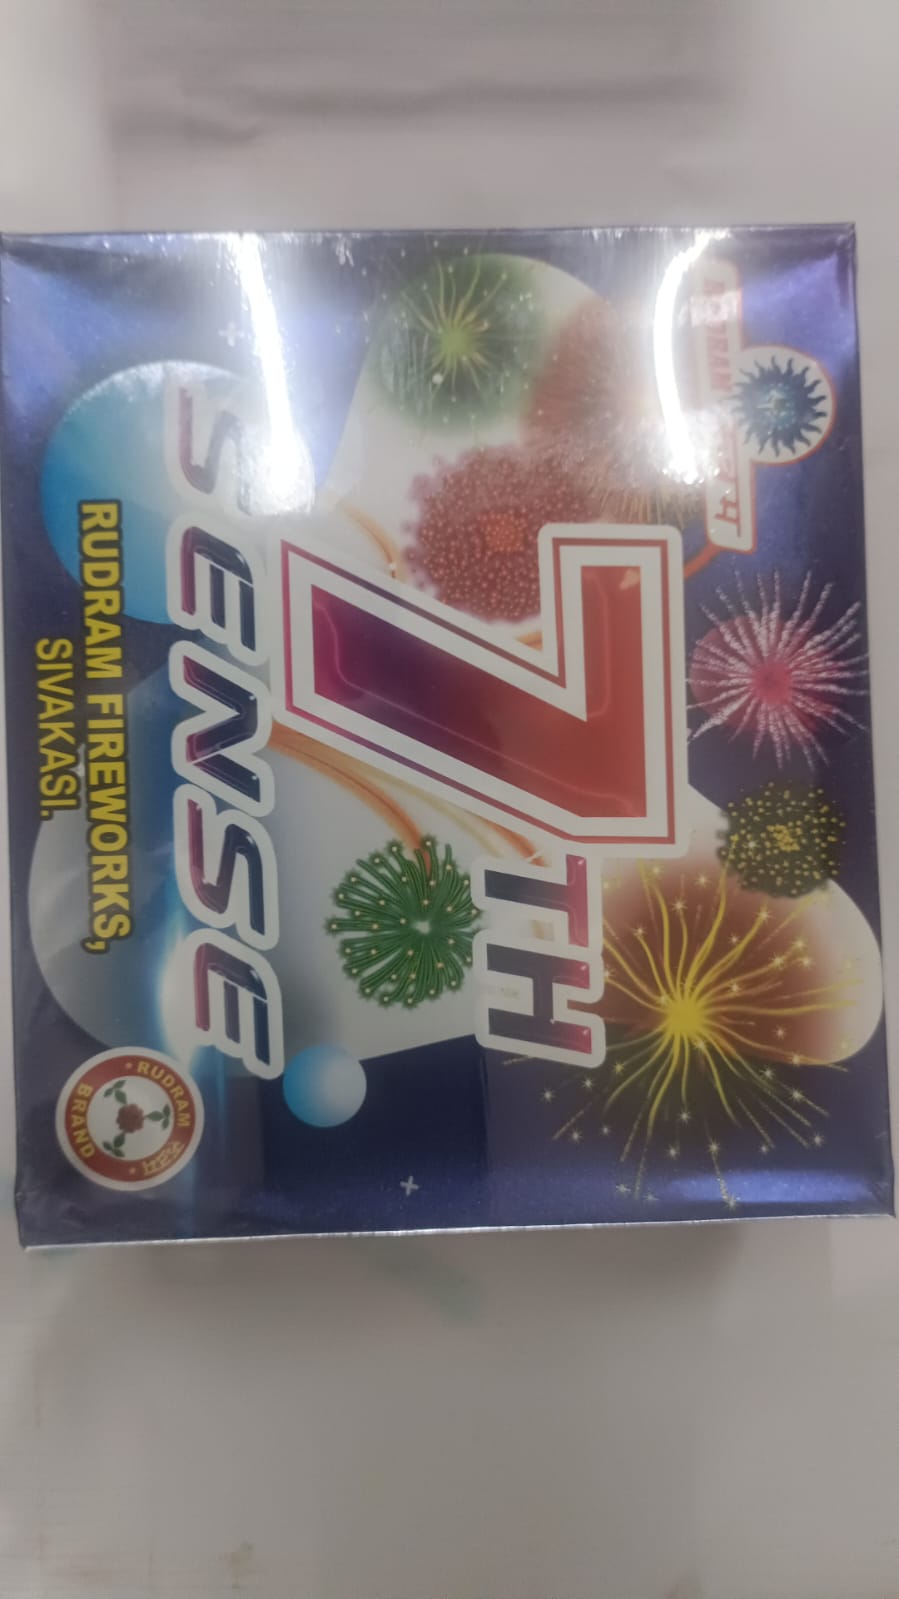 7TH
SENSE
RUDRAM FIREWORKS,
SIVAKASI.
RUDRAM
BRAND